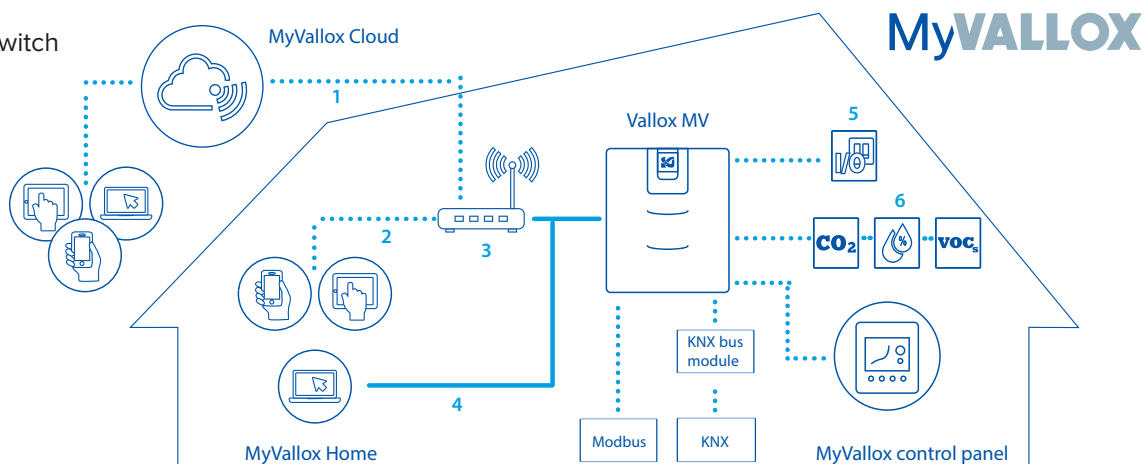 witch
MyVallox Cloud
MyVALLOX
1
Vallox MV
5
I/O
2
3
6
CO₂
%
VOCs
KNX bus
module
4
Modbus
KNX
MyVallox Home
MyVallox control panel